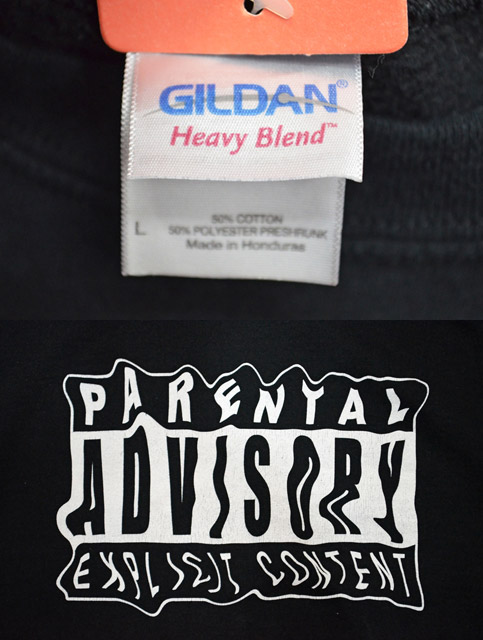 GILDAN®
Heavy Blend™
L
50% COTTON
50% POLYESTER PRESHRUNK
Made in Honduras
PARENTAL
ADVISORY
EXPLICIT CONTENT